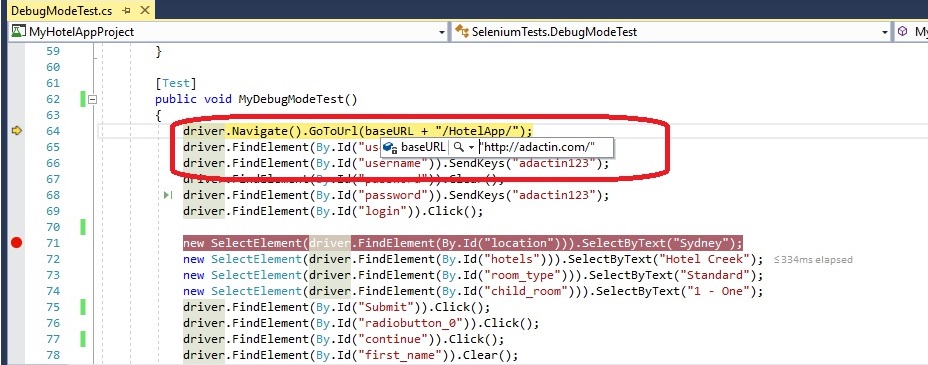 DebugModeTest.cs
MyHotelAppProject SeleniumTests.DebugModeTest My
59 }
60
61 [Test]
62 public void MyDebugModeTest()
63 {
64 driver.Navigate().GoToUrl(baseURL + "/HotelApp/");
65 driver.FindElement(By.Id("us baseURL "http://adactin.com/"
66 driver.FindElement(By.Id("username")).SendKeys("adactin123");
67 driver.FindElement(By.Id("password")).Clear();
68 driver.FindElement(By.Id("password")).SendKeys("adactin123");
69 driver.FindElement(By.Id("login")).Click();
70
71 new SelectElement(driver.FindElement(By.Id("location"))).SelectByText("Sydney");
72 new SelectElement(driver.FindElement(By.Id("hotels"))).SelectByText("Hotel Creek"); ≤334ms elapsed
73 new SelectElement(driver.FindElement(By.Id("room_type"))).SelectByText("Standard");
74 new SelectElement(driver.FindElement(By.Id("child_room"))).SelectByText("1 - One");
75 driver.FindElement(By.Id("Submit")).Click();
76 driver.FindElement(By.Id("radiobutton_0")).Click();
77 driver.FindElement(By.Id("continue")).Click();
78 driver.FindElement(By.Id("first_name")).Clear();